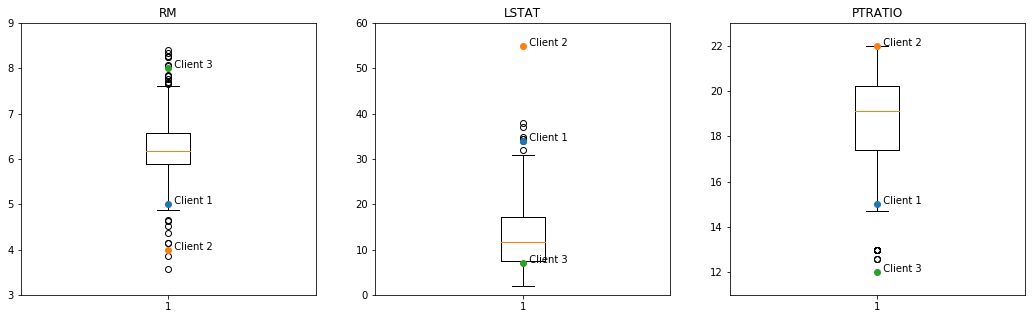 RM
9
8
7
6
5
4
3
Client 3
Client 1
Client 2
1
LSTAT
60
50
40
30
20
10
0
Client 2
Client 1
Client 3
1
PTRATIO
22
20
18
16
14
12
Client 2
Client 1
Client 3
1